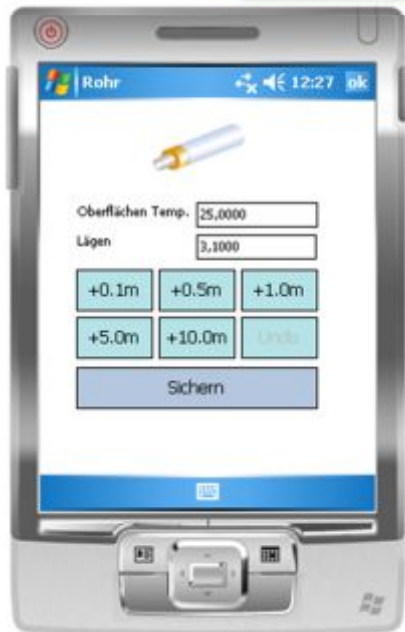 Rohr 12:27 ok
Oberflächen Temp. 25,0000
Lägen 3,1000
+0.1m +0.5m +1.0m
+5.0m +10.0m Undo
Sichern